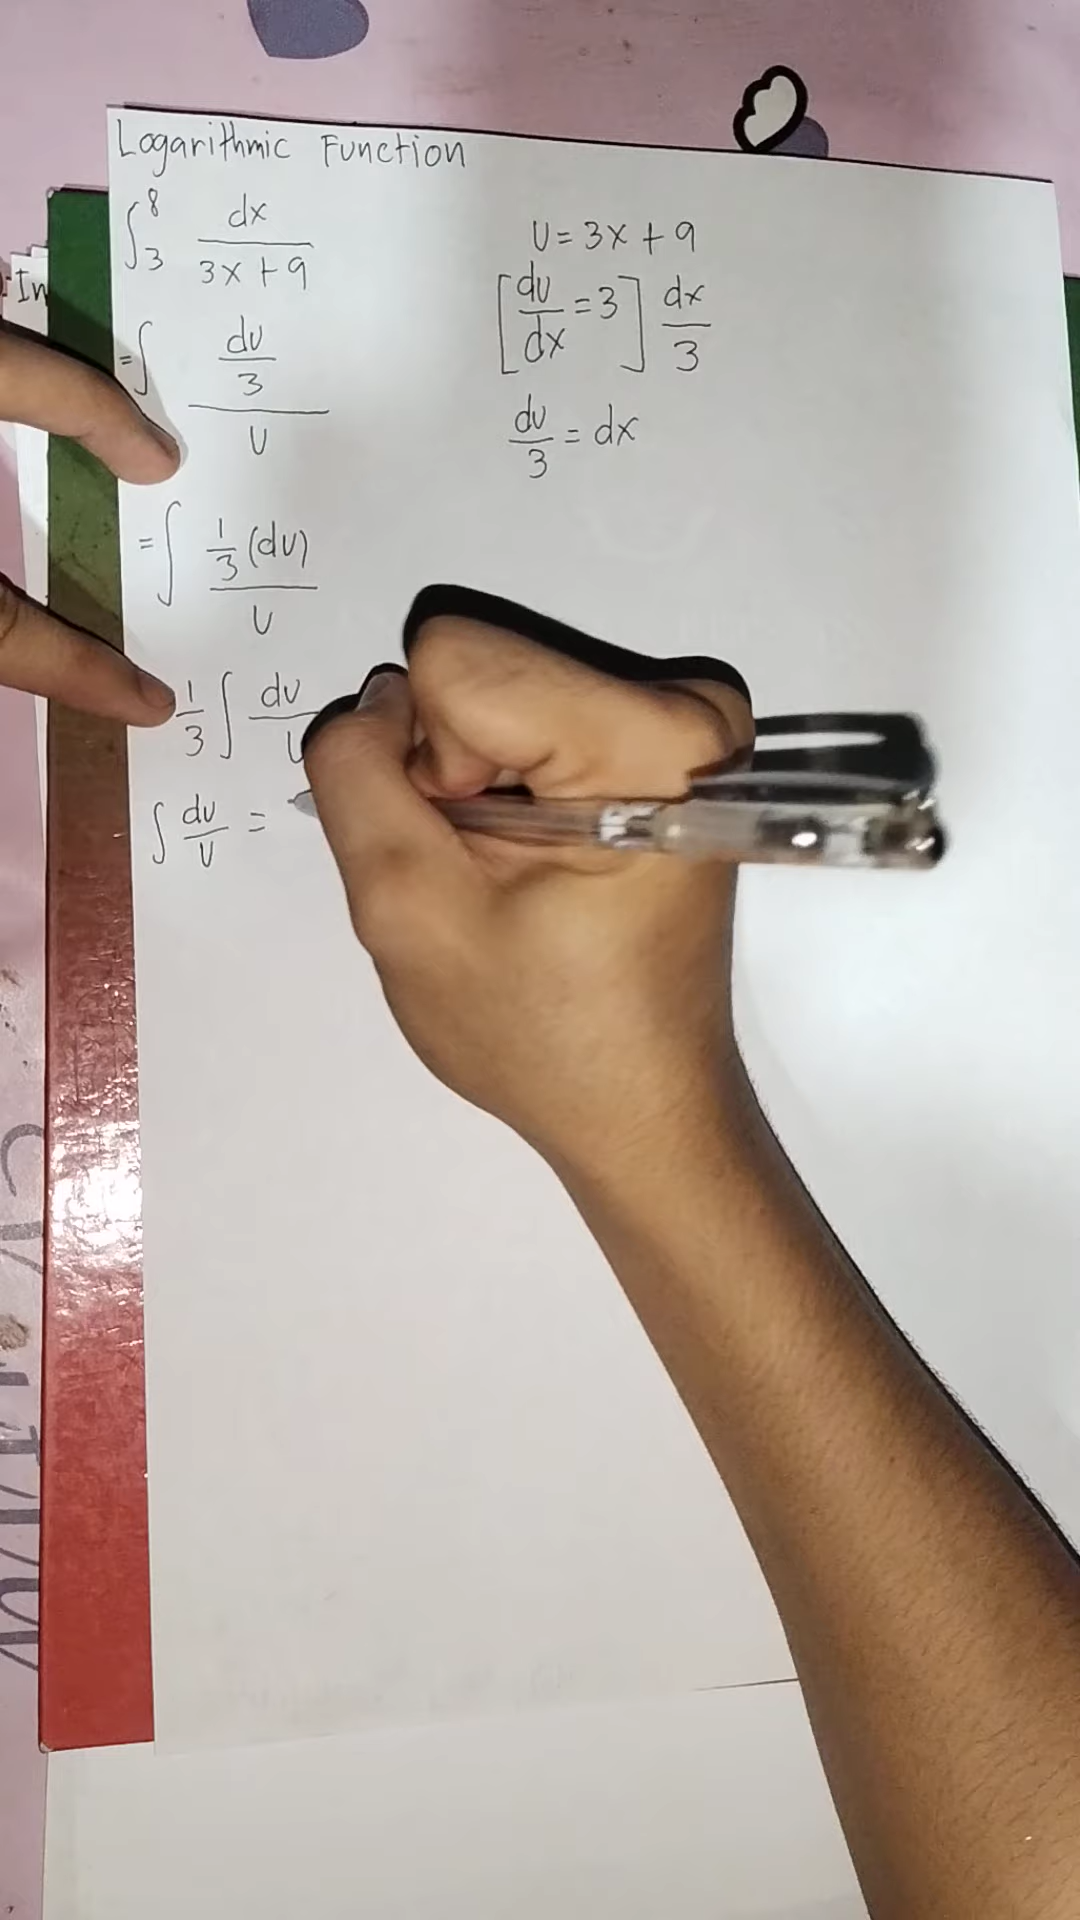 Logarithmic Function
∫₃⁸ dx / 3x + 9
= ∫ du/3 / u
= ∫ 1/3 (du) / u
1/3 ∫ du / u
∫ du/u =
u = 3x + 9
[du/dx = 3] dx/3
du/3 = dx